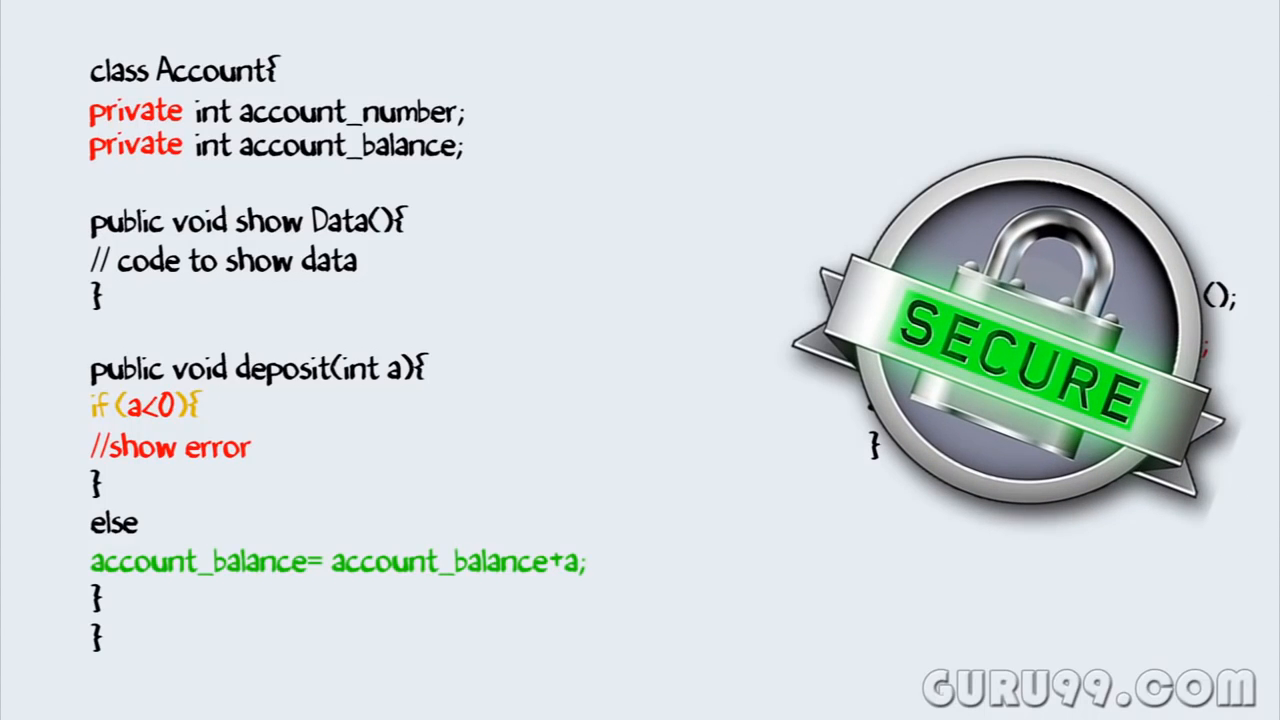 class Account{
private int account_number;
private int account_balance;
public void show Data(){
// code to show data
}
public void deposit(int a){
if (a<0){
//show error
}
else
account_balance= account_balance+a;
}
}
();
;
}
SECURE
GURU99.COM